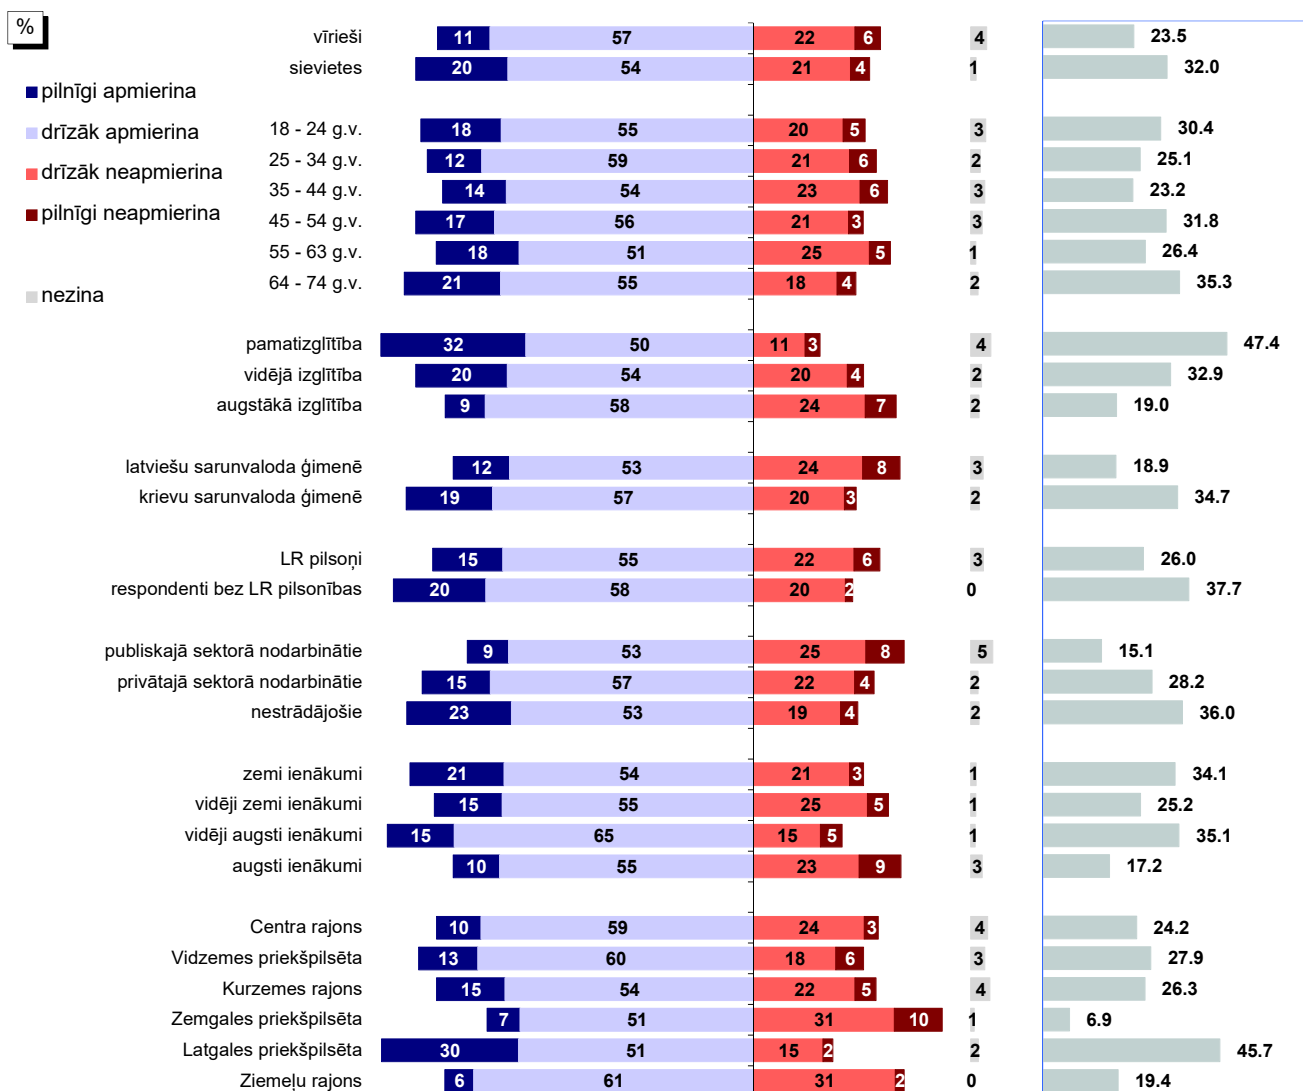 %
pilnīgi apmierina
drīzāk apmierina
drīzāk neapmierina
pilnīgi neapmierina
nezina
vīrieši 11 57 22 6 4 23.5
sievietes 20 54 21 4 1 32.0
18 - 24 g.v. 18 55 20 5 3 30.4
25 - 34 g.v. 12 59 21 6 2 25.1
35 - 44 g.v. 14 54 23 6 3 23.2
45 - 54 g.v. 17 56 21 3 3 31.8
55 - 63 g.v. 18 51 25 5 1 26.4
64 - 74 g.v. 21 55 18 4 2 35.3
pamatizglītība 32 50 11 3 4 47.4
vidējā izglītība 20 54 20 4 2 32.9
augstākā izglītība 9 58 24 7 2 19.0
latviešu sarunvaloda ģimenē 12 53 24 8 3 18.9
krievu sarunvaloda ģimenē 19 57 20 3 2 34.7
LR pilsoņi 15 55 22 6 3 26.0
respondenti bez LR pilsonības 20 58 20 2 0 37.7
publiskajā sektorā nodarbinātie 9 53 25 8 5 15.1
privātajā sektorā nodarbinātie 15 57 22 4 2 28.2
nestrādājošie 23 53 19 4 2 36.0
zemi ienākumi 21 54 21 3 1 34.1
vidēji zemi ienākumi 15 55 25 5 1 25.2
vidēji augsti ienākumi 15 65 15 5 1 35.1
augsti ienākumi 10 55 23 9 3 17.2
Centra rajons 10 59 24 3 4 24.2
Vidzemes priekšpilsēta 13 60 18 6 3 27.9
Kurzemes rajons 15 54 22 5 4 26.3
Zemgales priekšpilsēta 7 51 31 10 1 6.9
Latgales priekšpilsēta 30 51 15 2 2 45.7
Ziemeļu rajons 6 61 31 2 0 19.4